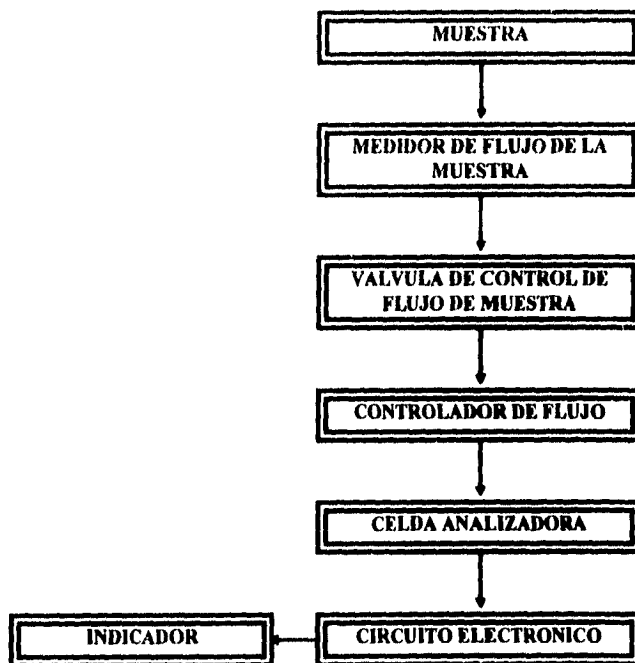 MUESTRA
MEDIDOR DE FLUJO DE LA
MUESTRA
VALVULA DE CONTROL DE
FLUJO DE MUESTRA
CONTROLADOR DE FLUJO
CELDA ANALIZADORA
INDICADOR
CIRCUITO ELECTRONICO